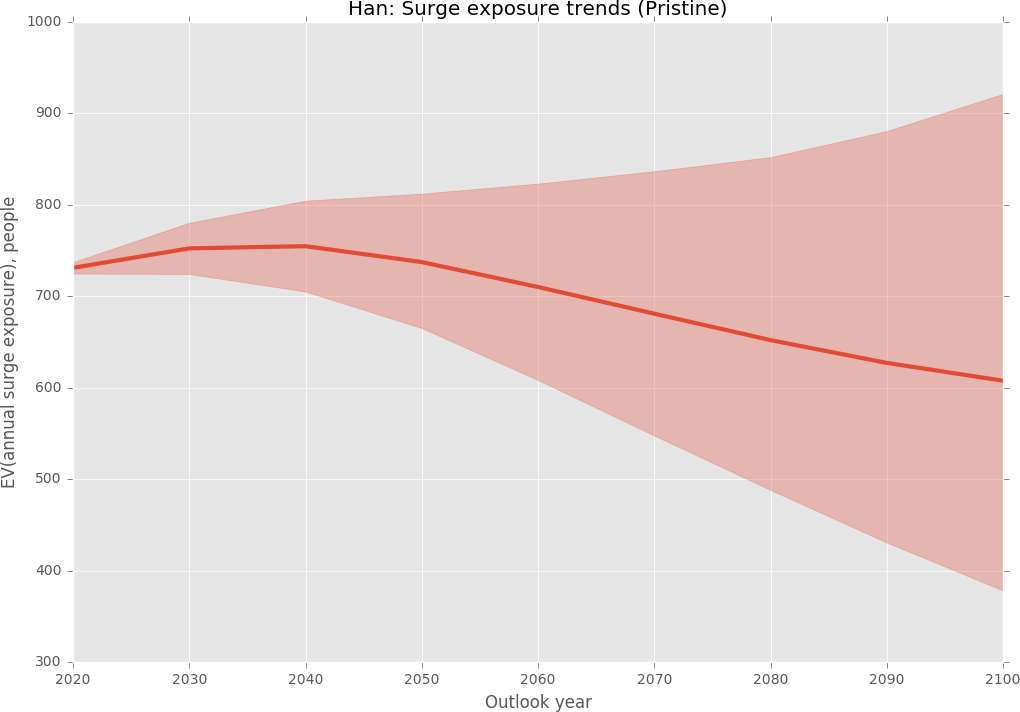 Han: Surge exposure trends (Pristine)
1000
900
800
700
600
500
400
300
EV(annual surge exposure), people
2020 2030 2040 2050 2060 2070 2080 2090 2100
Outlook year